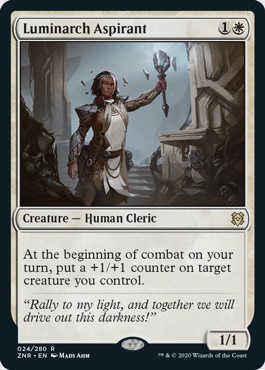 Luminarch Aspirant 1
Creature — Human Cleric
At the beginning of combat on your
turn, put a +1/+1 counter on target
creature you control.
“Rally to my light, and together we will
drive out this darkness!”
024/280 R
ZNR • EN Mads Ahm
1/1
™ & © 2020 Wizards of the Coast